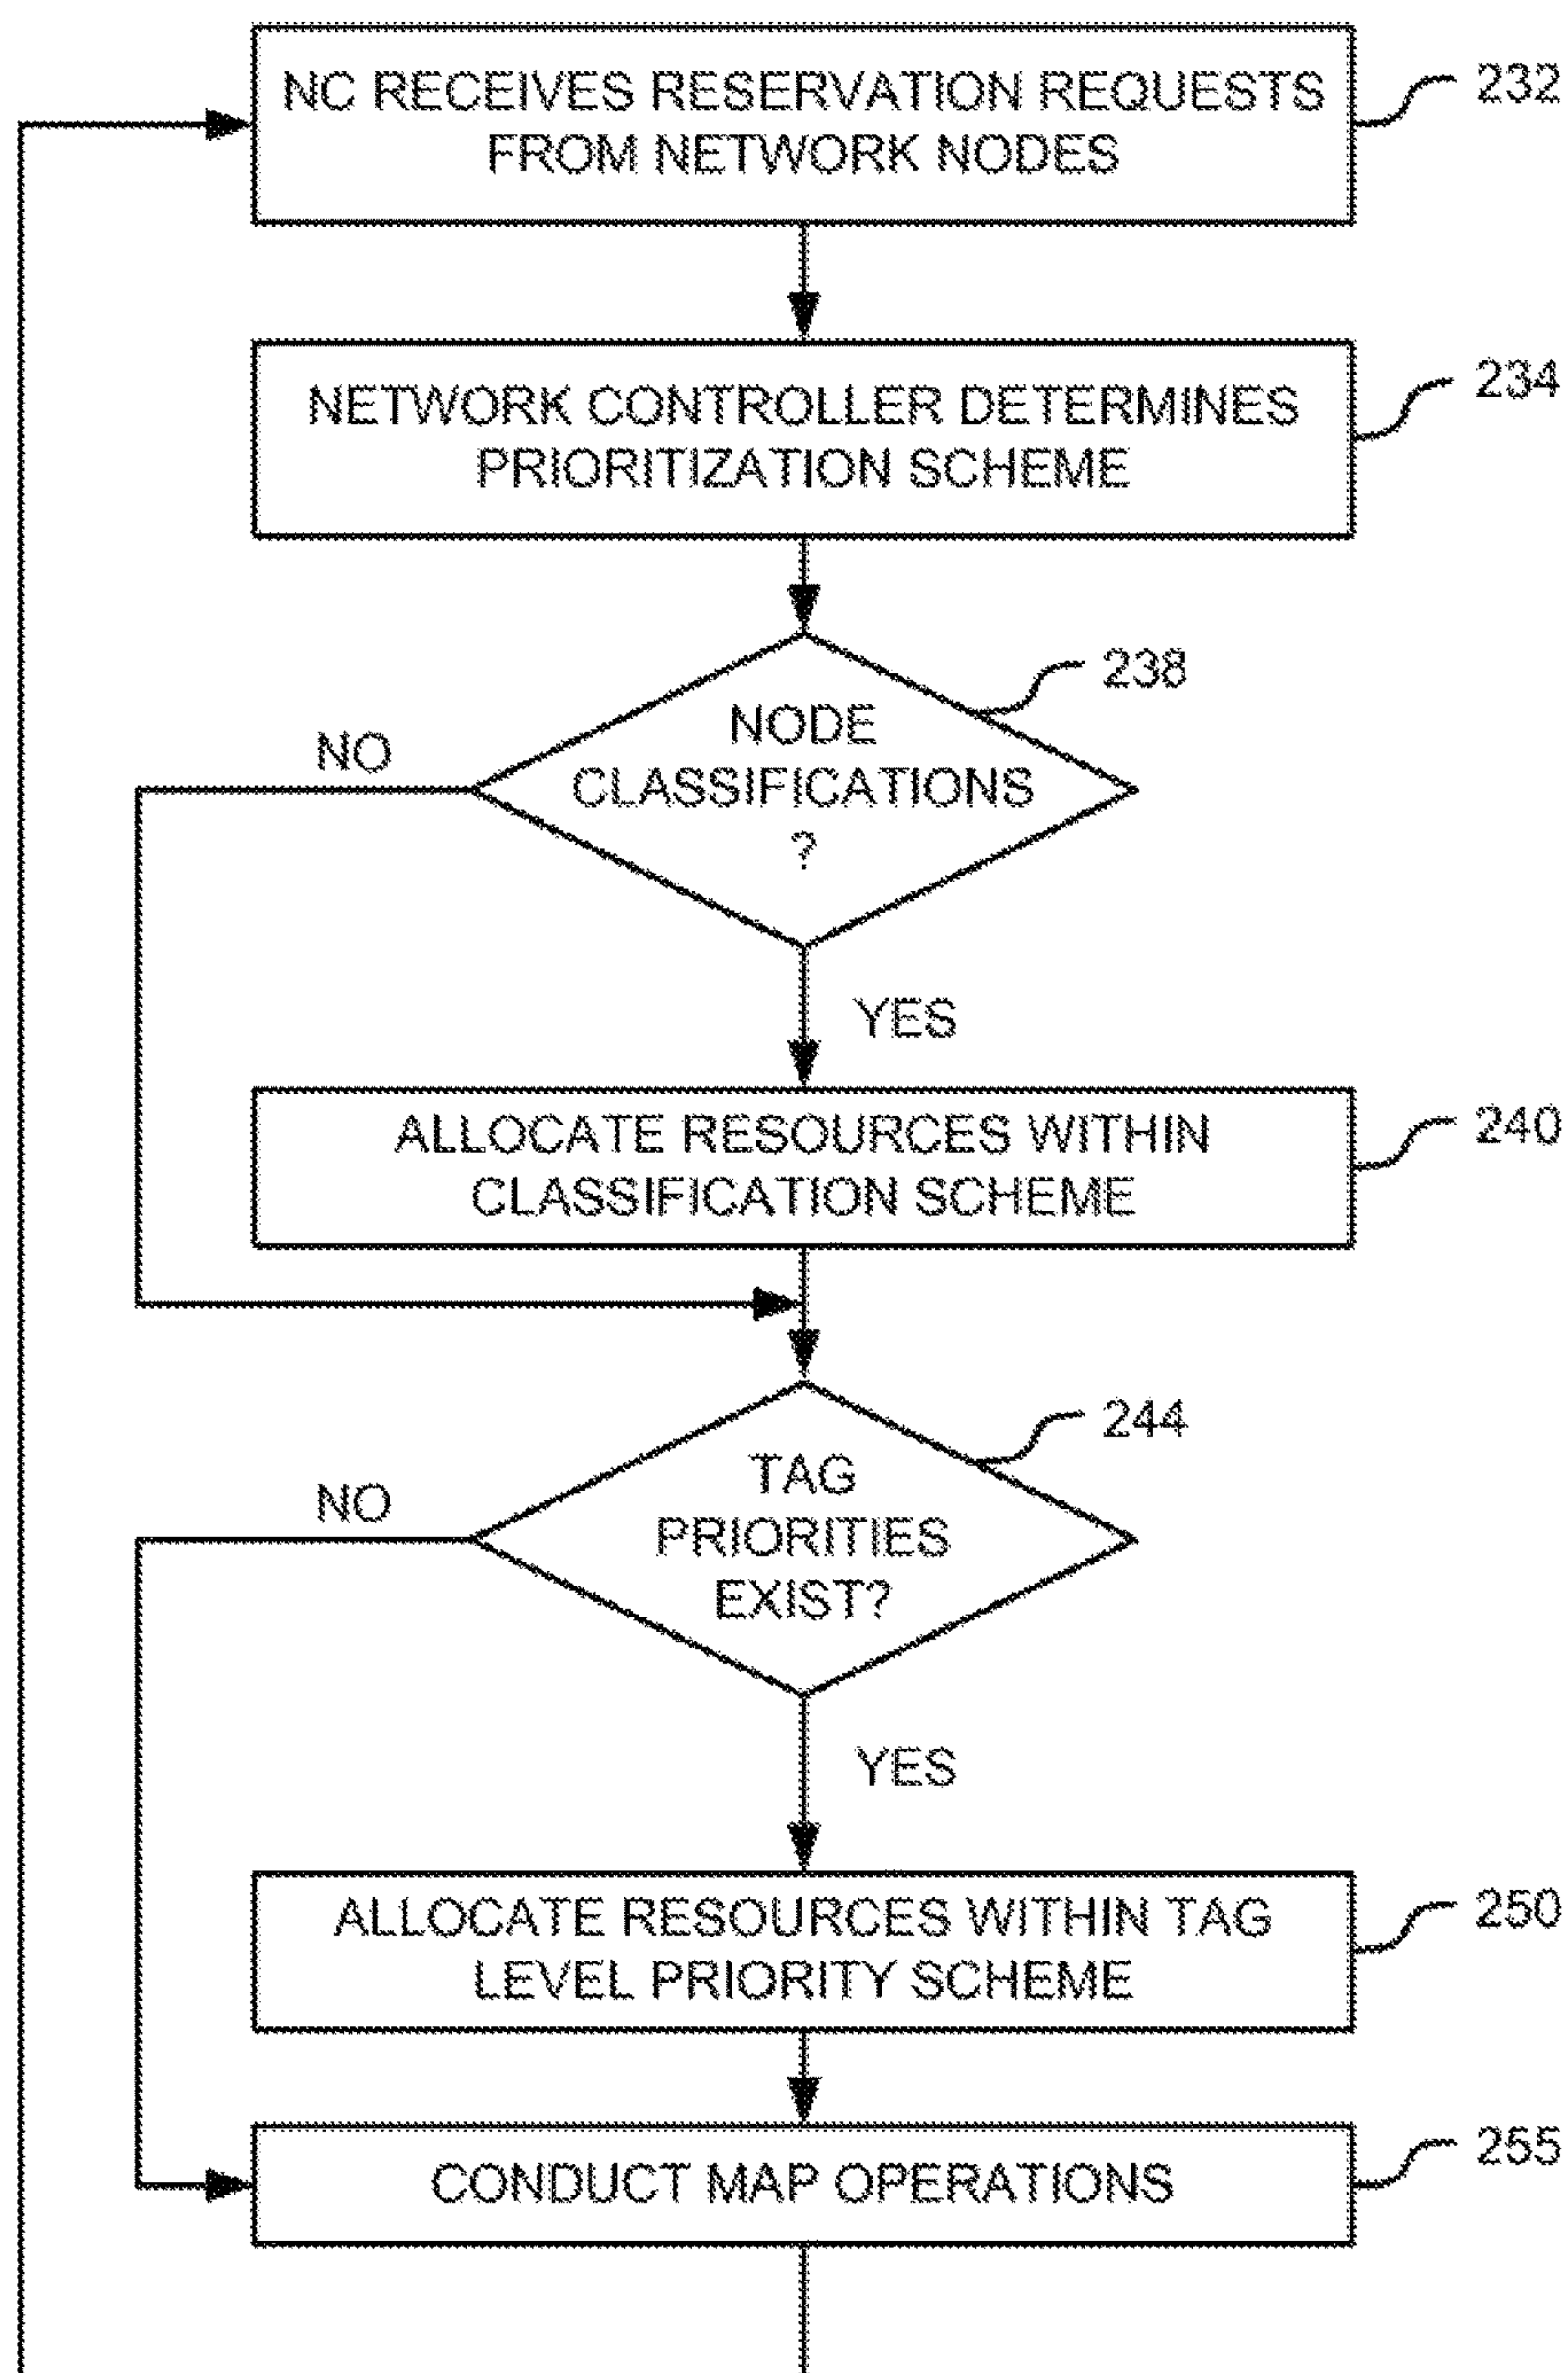 NC RECEIVES RESERVATION REQUESTS
FROM NETWORK NODES
232
NETWORK CONTROLLER DETERMINES
PRIORITIZATION SCHEME
234
238
NODE
CLASSIFICATIONS
?
NO
YES
ALLOCATE RESOURCES WITHIN
CLASSIFICATION SCHEME
240
244
TAG
PRIORITIES
EXIST?
NO
YES
ALLOCATE RESOURCES WITHIN TAG
LEVEL PRIORITY SCHEME
250
CONDUCT MAP OPERATIONS
255